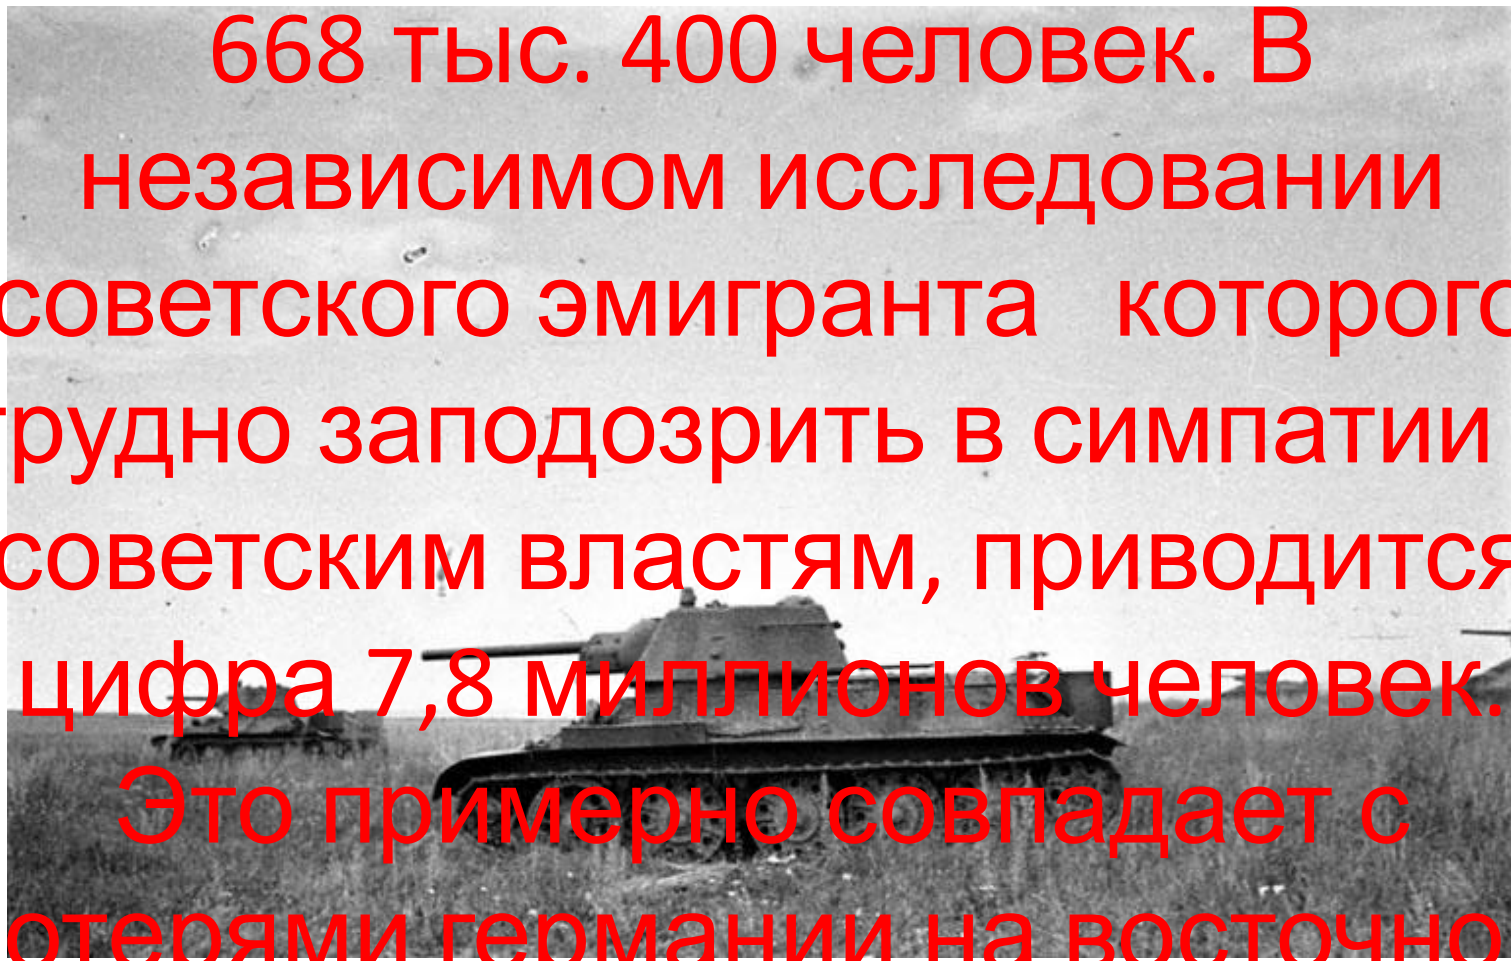 668 тыс. 400 человек. В
независимом исследовании
советского эмигранта которого
трудно заподозрить в симпатии
советским властям, приводится
цифра 7,8 миллионов человек.
Это примерно совпадает с
германии на восточно